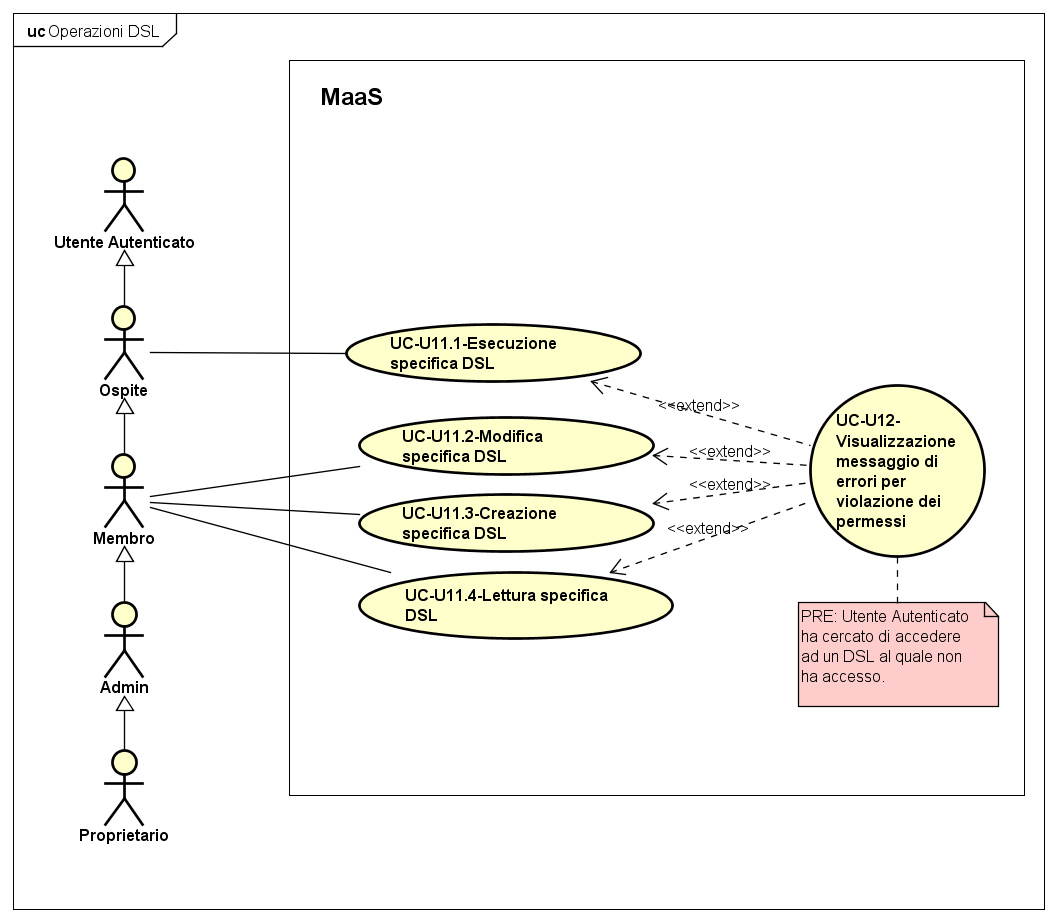 uc Operazioni DSL
MaaS
Utente Autenticato
Ospite
Membro
Admin
Proprietario
UC-U11.1-Esecuzione
specifica DSL
<<extend>>
UC-U11.2-Modifica
specifica DSL
<<extend>>
UC-U11.3-Creazione
specifica DSL
<<extend>>
UC-U11.4-Lettura specifica
DSL
<<extend>>
UC-U12-
Visualizzazione
messaggio di
errori per
violazione dei
permessi
PRE: Utente Autenticato
ha cercato di accedere
ad un DSL al quale non
ha accesso.